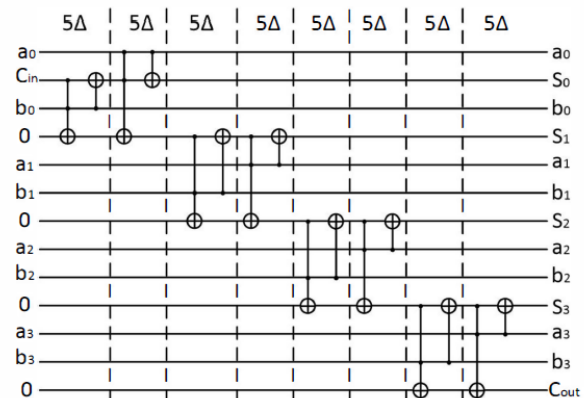 5Δ 5Δ 5Δ 5Δ 5Δ 5Δ 5Δ 5Δ
a₀ a₀
Cin S₀
b₀ b₀
0 S₁
a₁ a₁
b₁ b₁
0 S₂
a₂ a₂
b₂ b₂
0 S₃
a₃ a₃
b₃ b₃
0 Cout